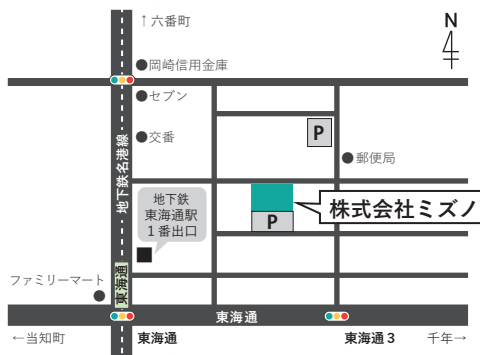 ↑六番町
N
岡崎信用金庫
セブン
交番
P
郵便局
地下鉄名港線
地下鉄
東海通駅
1番出口
株式会社ミズノ
P
ファミリーマート
東海通
東海通
←当知町
東海通
東海通3
千年→